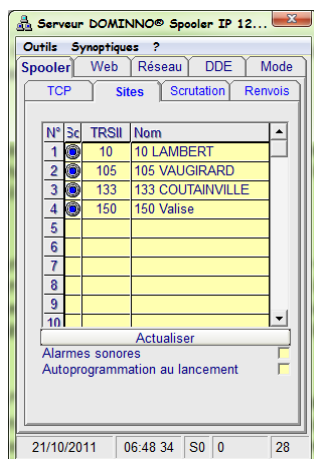 Serveur DOMINNO® Spooler IP 12...
Outils Synoptiques ?
Spooler Web Réseau DDE Mode
TCP Sites Scrutation Renvois
N° Sc TRSII Nom
1 10 10 LAMBERT
2 105 105 VAUGIRARD
3 133 133 COUTAINVILLE
4 150 150 Valise
5
6
7
8
9
10
Actualiser
Alarmes sonores
Autoprogrammation au lancement
21/10/2011 06:48 34 S0 0 28